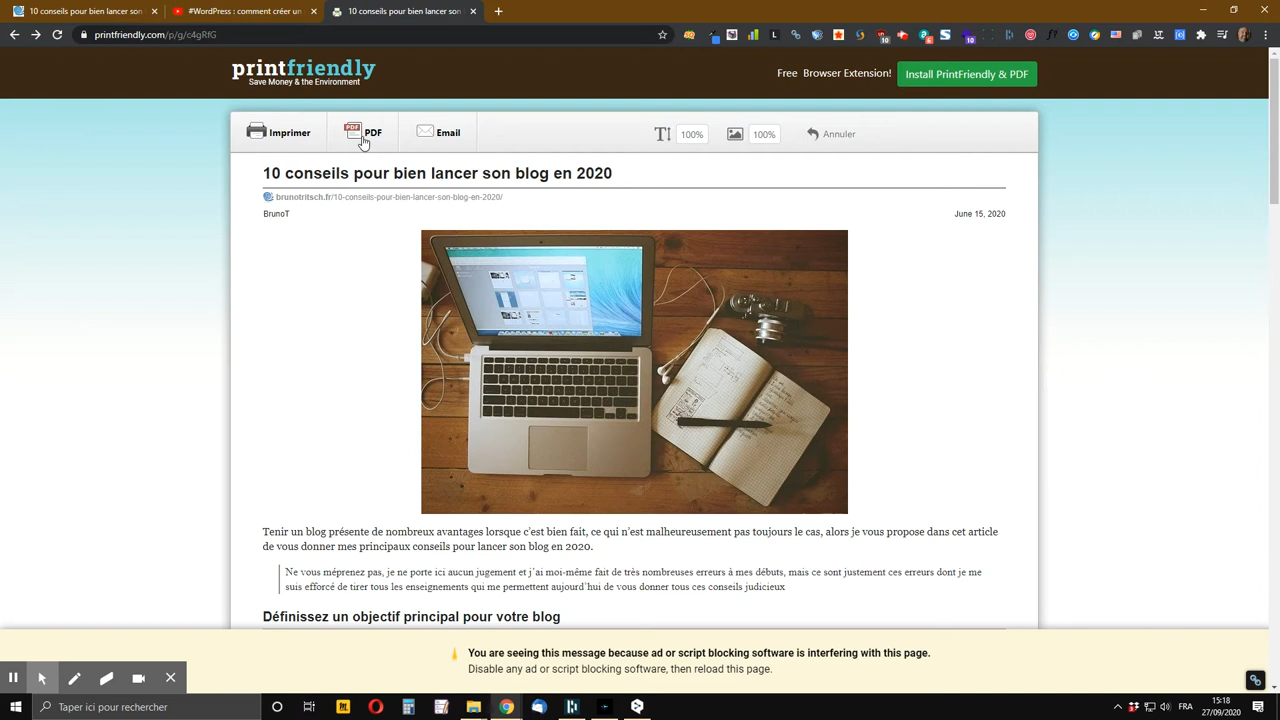 10 conseils pour bien lancer son
#WordPress : comment créer un
10 conseils pour bien lancer son
printfriendly.com/p/g/c4gRfG
printfriendly
Save Money & the Environment
Free Browser Extension!
Install PrintFriendly & PDF
Imprimer
PDF
Email
100%
100%
Annuler
10 conseils pour bien lancer son blog en 2020
brunotritsch.fr/10-conseils-pour-bien-lancer-son-blog-en-2020/
BrunoT
June 15, 2020
Tenir un blog présente de nombreux avantages lorsque c'est bien fait, ce qui n'est malheureusement pas toujours le cas, alors je vous propose dans cet article
de vous donner mes principaux conseils pour lancer son blog en 2020.
Ne vous méprenez pas, je ne porte ici aucun jugement et j'ai moi-même fait de très nombreuses erreurs à mes débuts, mais ce sont justement ces erreurs dont je me
suis efforcé de tirer tous les enseignements qui me permettent aujourd'hui de vous donner tous ces conseils judicieux
Définissez un objectif principal pour votre blog
You are seeing this message because ad or script blocking software is interfering with this page.
Disable any ad or script blocking software, then reload this page.
Taper ici pour rechercher
FRA
15:18
27/09/2020